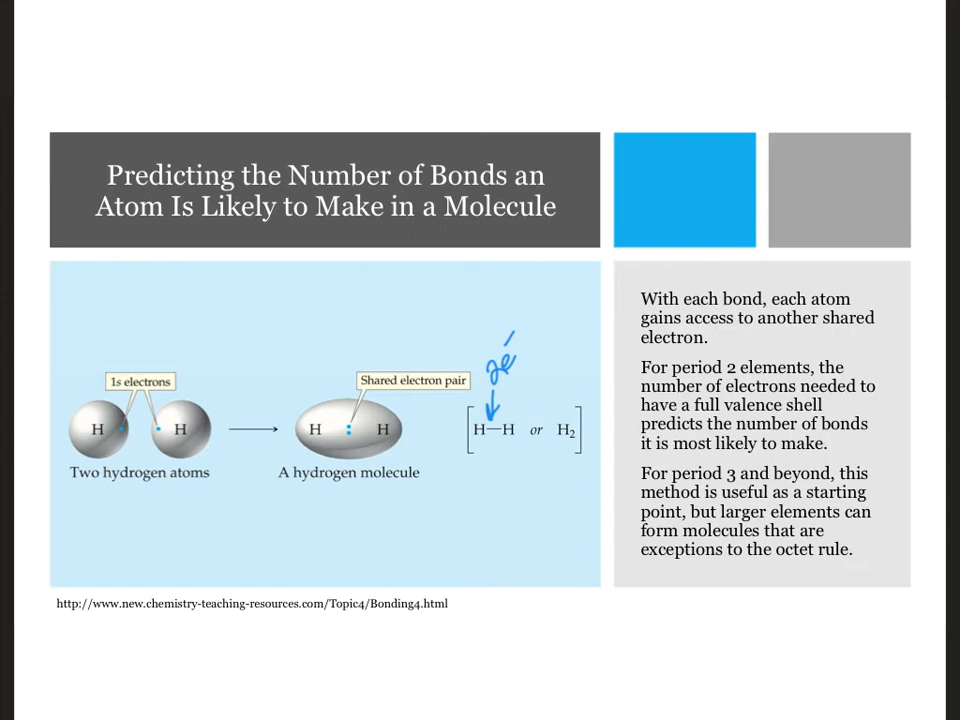 Predicting the Number of Bonds an
Atom Is Likely to Make in a Molecule
With each bond, each atom
gains access to another shared
electron.
For period 2 elements, the
number of electrons needed to
have a full valence shell
predicts the number of bonds
it is most likely to make.
For period 3 and beyond, this
method is useful as a starting
point, but larger elements can
form molecules that are
exceptions to the octet rule.
1s electrons
H
H
Two hydrogen atoms
Shared electron pair
H : H
A hydrogen molecule
2e⁻
[H—H or H₂]
http://www.new.chemistry-teaching-resources.com/Topic4/Bonding4.html